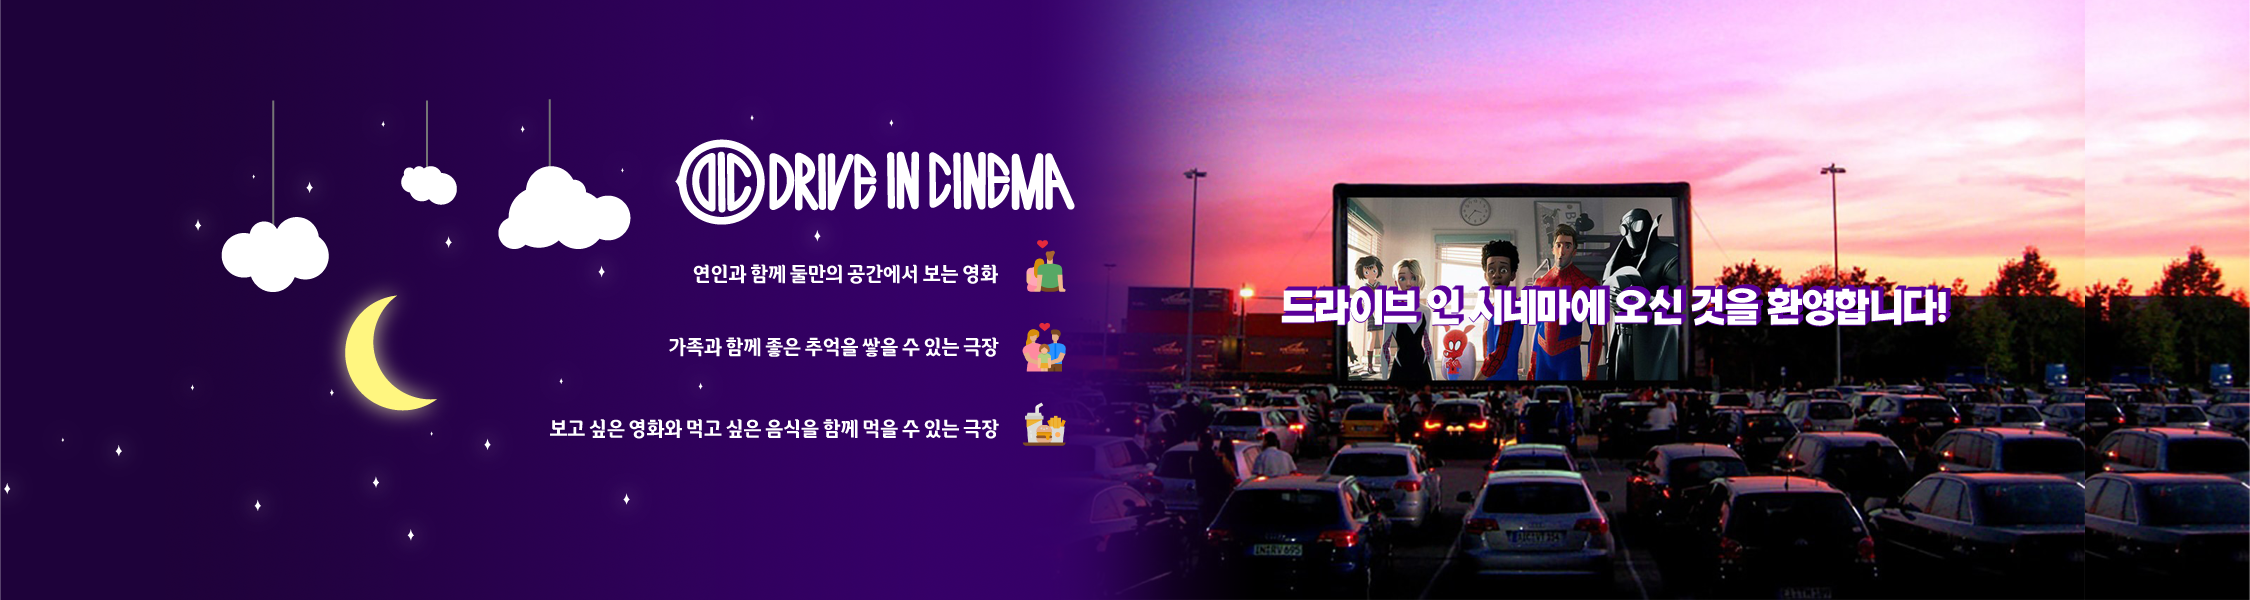 DIC DRIVE IN CINEMA
연인과 함께 둘만의 공간에서 보는 영화
가족과 함께 좋은 추억을 쌓을 수 있는 극장
보고 싶은 영화와 먹고 싶은 음식을 함께 먹을 수 있는 극장
드라이브 인 시네마에 오신 것을 환영합니다!